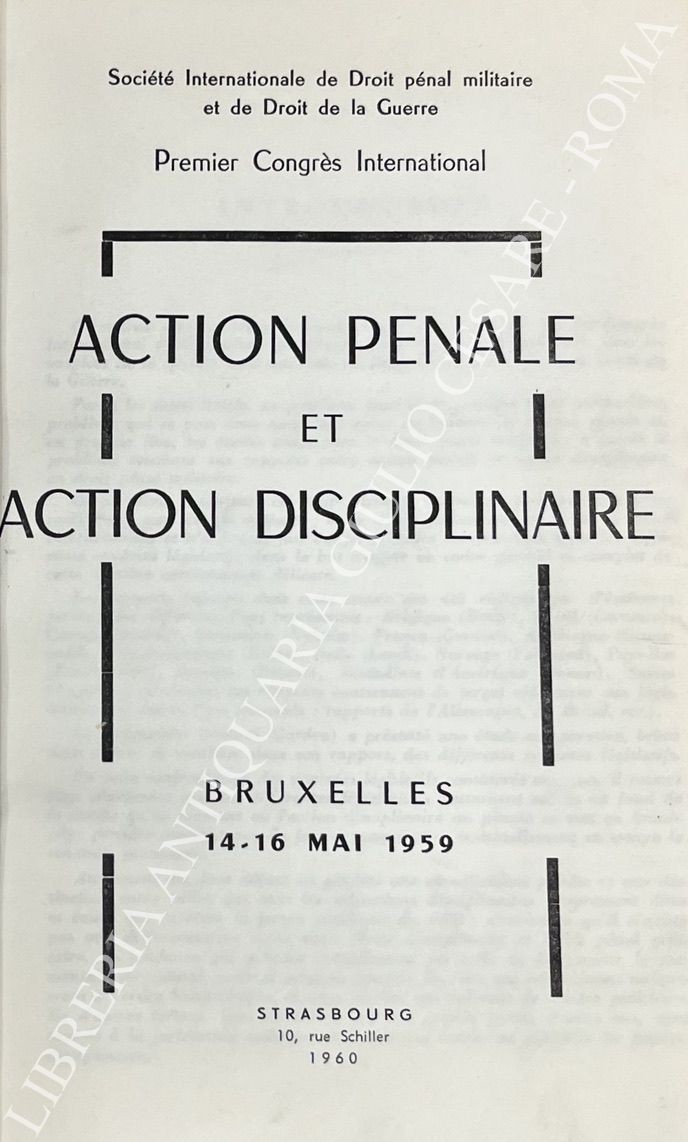 Société Internationale de Droit pénal militaire
et de Droit de la Guerre
Premier Congrès International
ACTION PENALE
ET
ACTION DISCIPLINAIRE
BRUXELLES
14-16 MAI 1959
STRASBOURG
10, rue Schiller
1960
LIBRERIA ANTIQUARIA GIULIO CESARE - ROMA